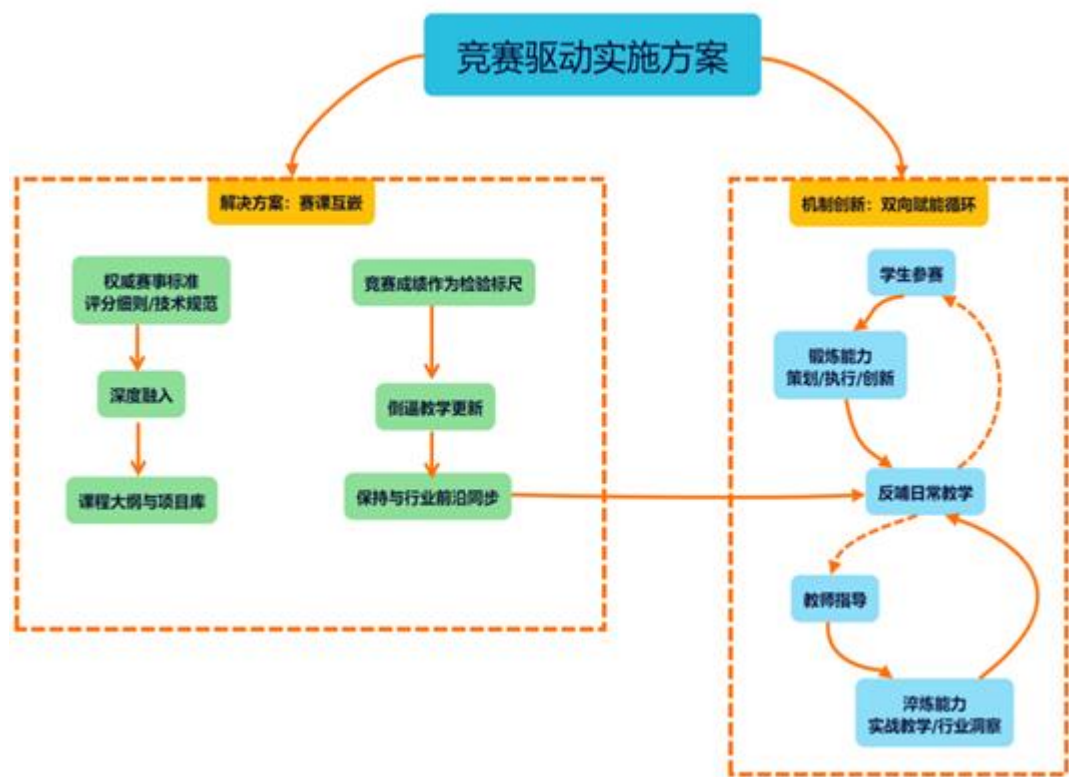 竞赛驱动实施方案
解决方案：赛课互嵌
权威赛事标准
评分细则/技术规范
深度融入
课程大纲与项目库
竞赛成绩作为检验标尺
倒逼教学更新
保持与行业前沿同步
机制创新：双向赋能循环
学生参赛
锻炼能力
策划/执行/创新
反哺日常教学
教师指导
淬炼能力
实战教学/行业洞察